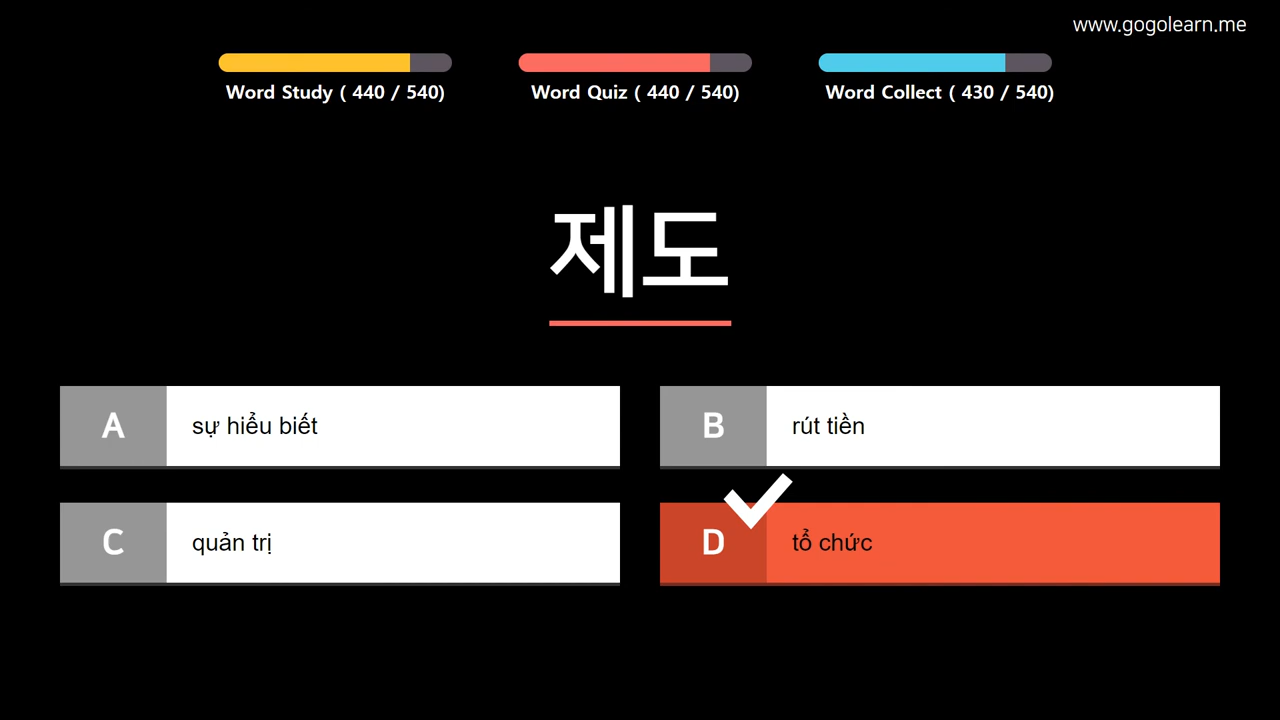 www.gogolearn.me
Word Study ( 440 / 540)
Word Quiz ( 440 / 540)
Word Collect ( 430 / 540)
제도
A sự hiểu biết
B rút tiền
C quản trị
D tổ chức